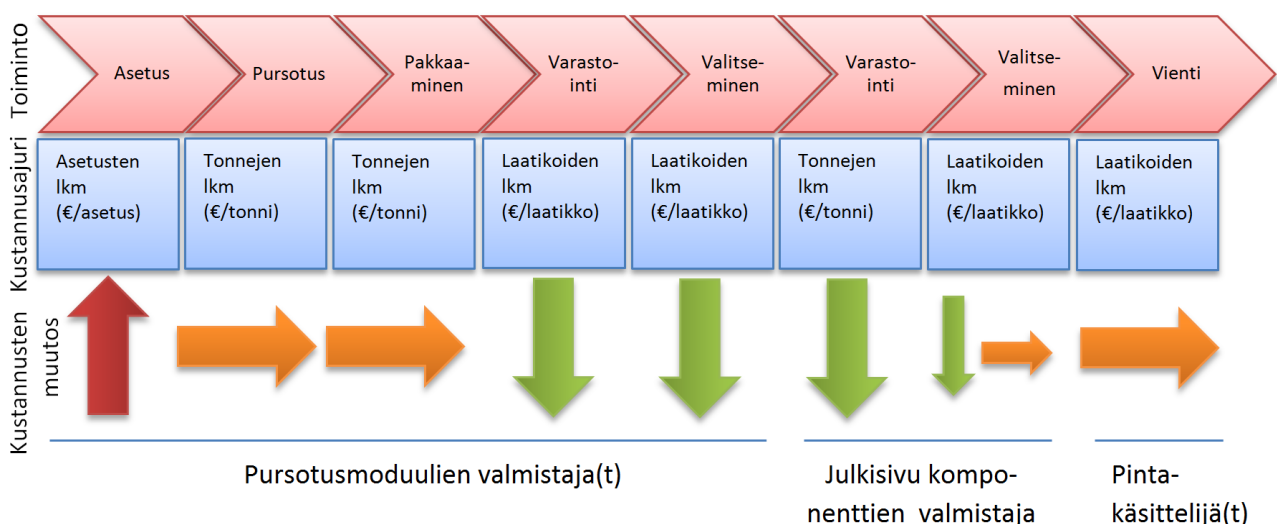 Toiminto
Asetus
Pursotus
Pakkaa-
minen
Varasto-
inti
Valitse-
minen
Varasto-
inti
Valitse-
minen
Vienti
Kustannusajuri
Asetusten
lkm
(€/asetus)
Tonnejen
lkm
(€/tonni)
Tonnejen
lkm
(€/tonni)
Laatikoiden
lkm
(€/laatikko)
Laatikoiden
lkm
(€/laatikko)
Tonnejen
lkm
(€/tonni)
Laatikoiden
lkm
(€/laatikko)
Laatikoiden
lkm
(€/laatikko)
Kustannusten
muutos
Pursotusmoduulien valmistaja(t)
Julkisivu kompo-
nenttien valmistaja
Pinta-
käsittelijä(t)